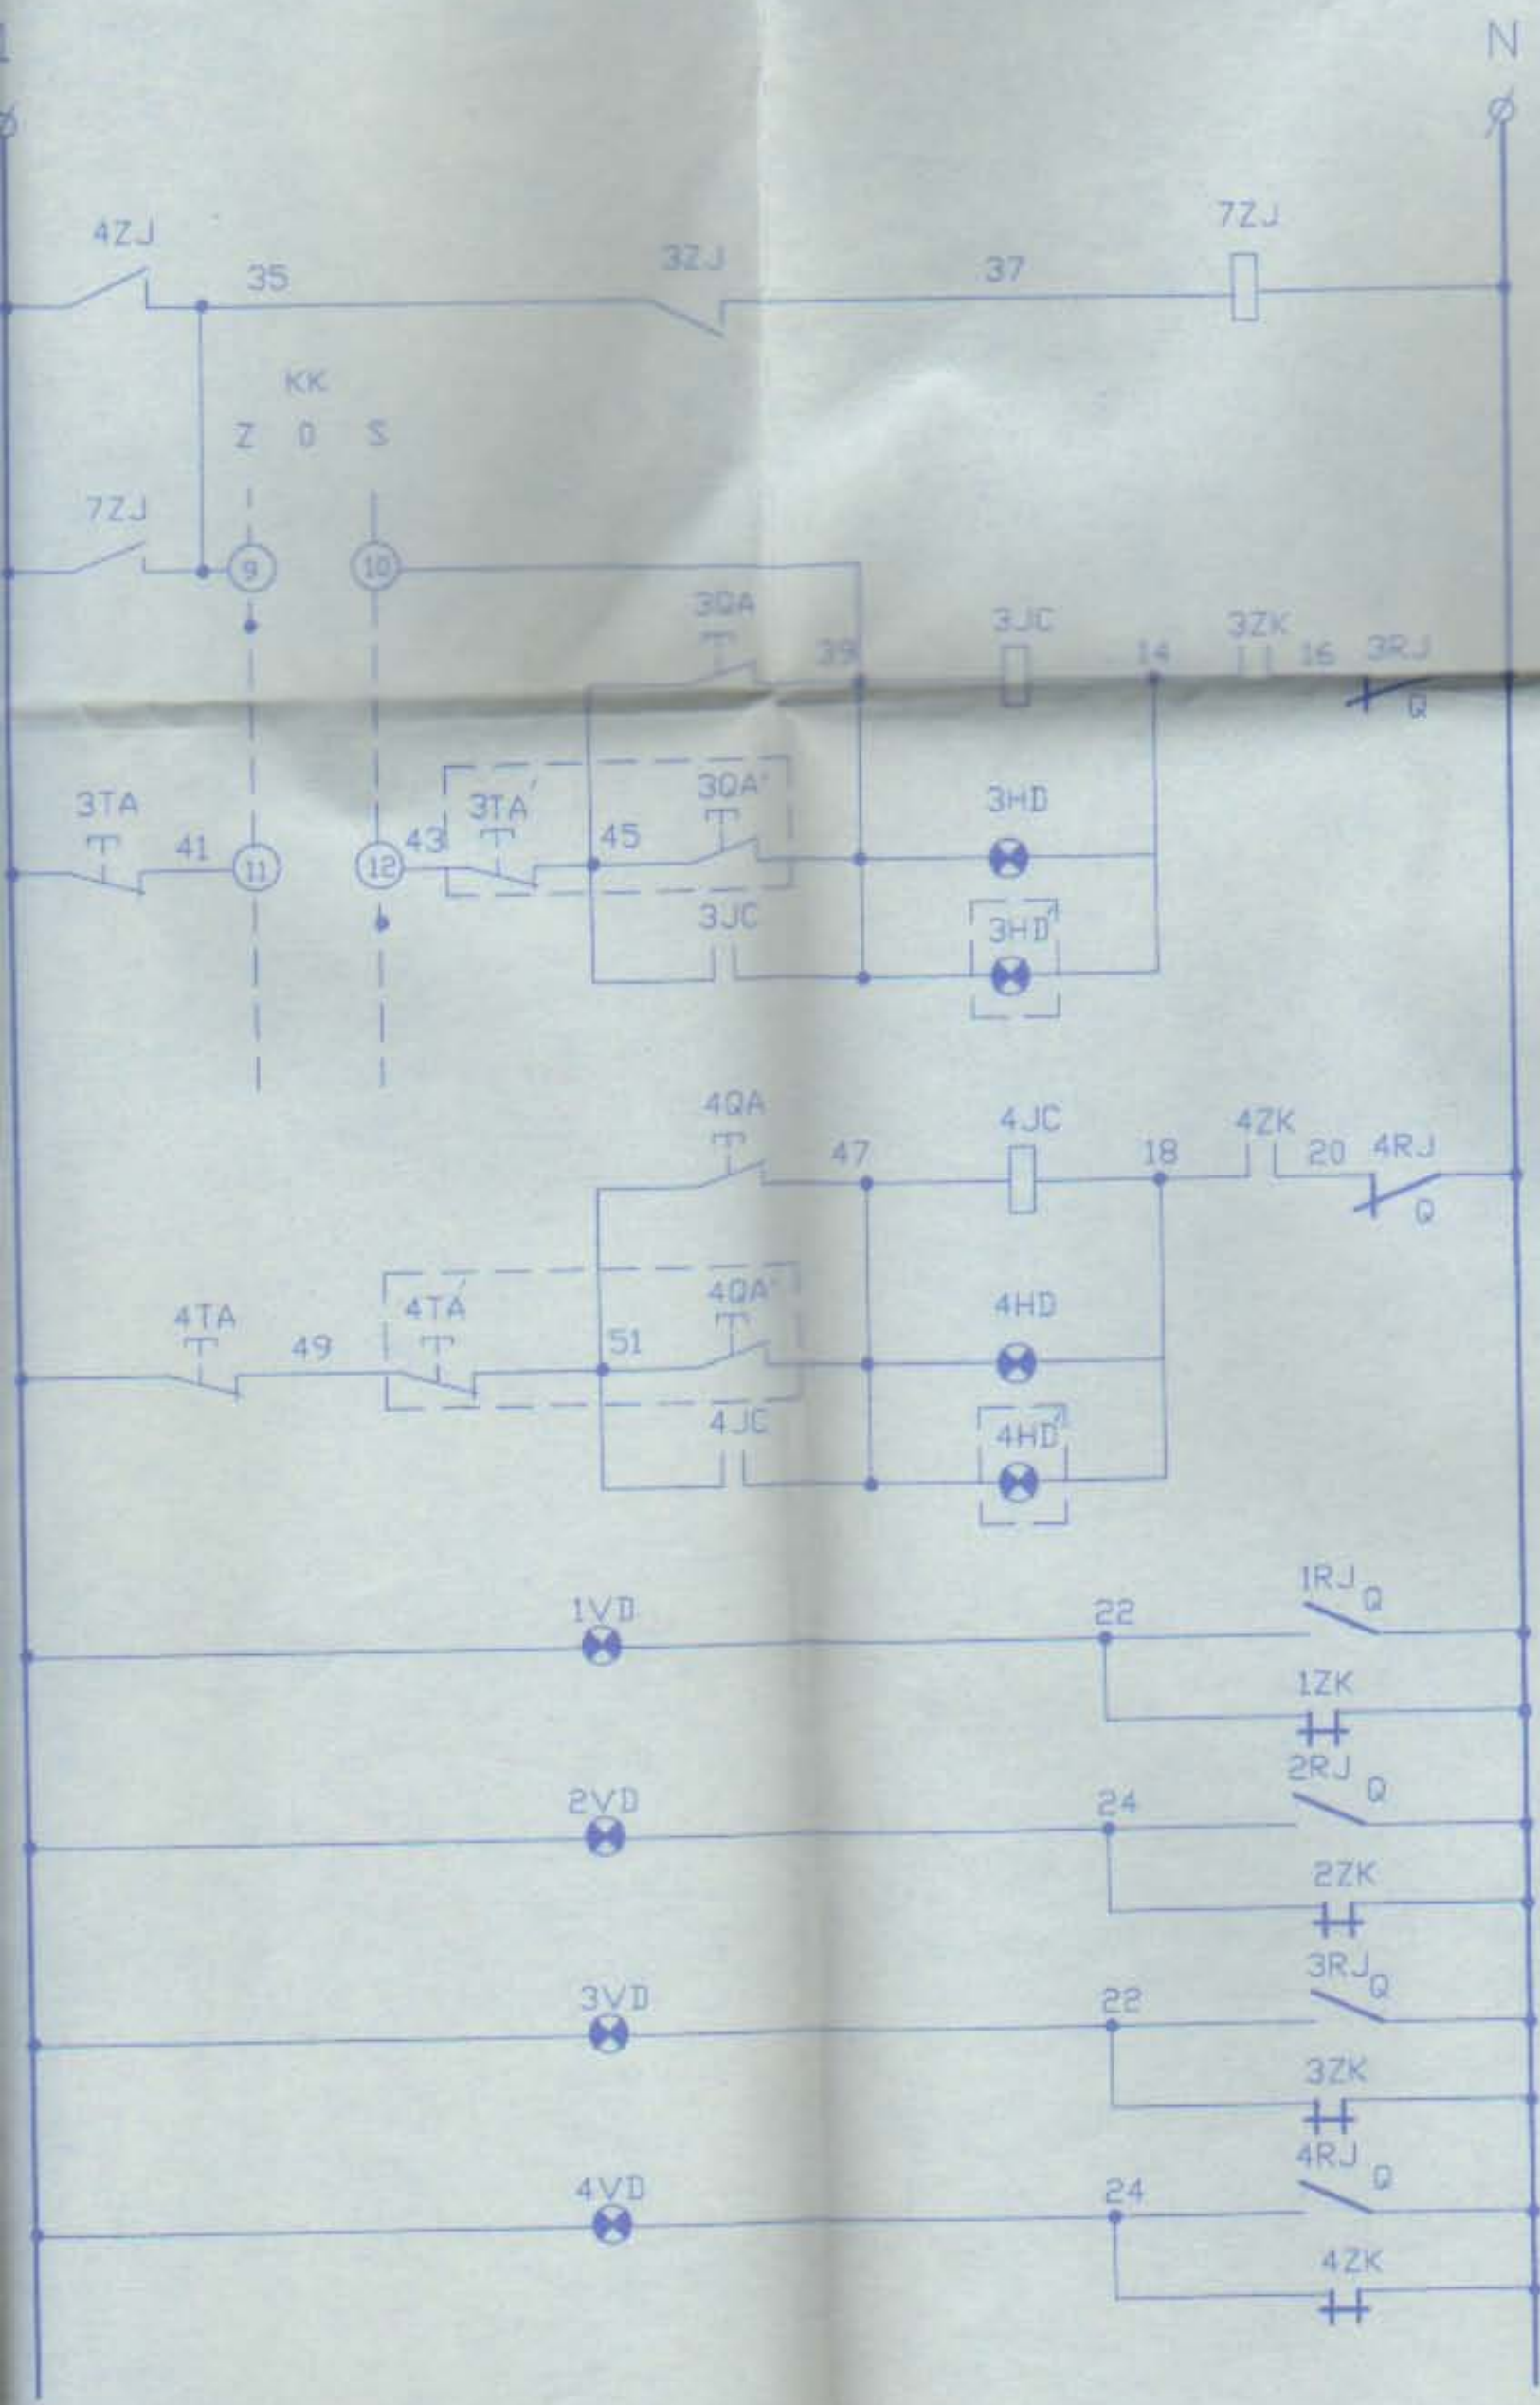 N
4ZJ 35 3ZJ 37 7ZJ
KK
Z 0 S
7ZJ 9 10
3QA 39 3JC 14 3ZK 16 3RJ
Q
3TA 41 11 12 43 3TA' 45 3QA' 3HD
3JC 3HD'
4QA 47 4JC 18 4ZK 20 4RJ
Q
4TA 49 4TA' 51 4QA' 4HD
4JC 4HD'
1VD 22 1RJ Q
1ZK
2VD 24 2RJ Q
2ZK
3VD 22 3RJ Q
3ZK
4VD 24 4RJ Q
4ZK